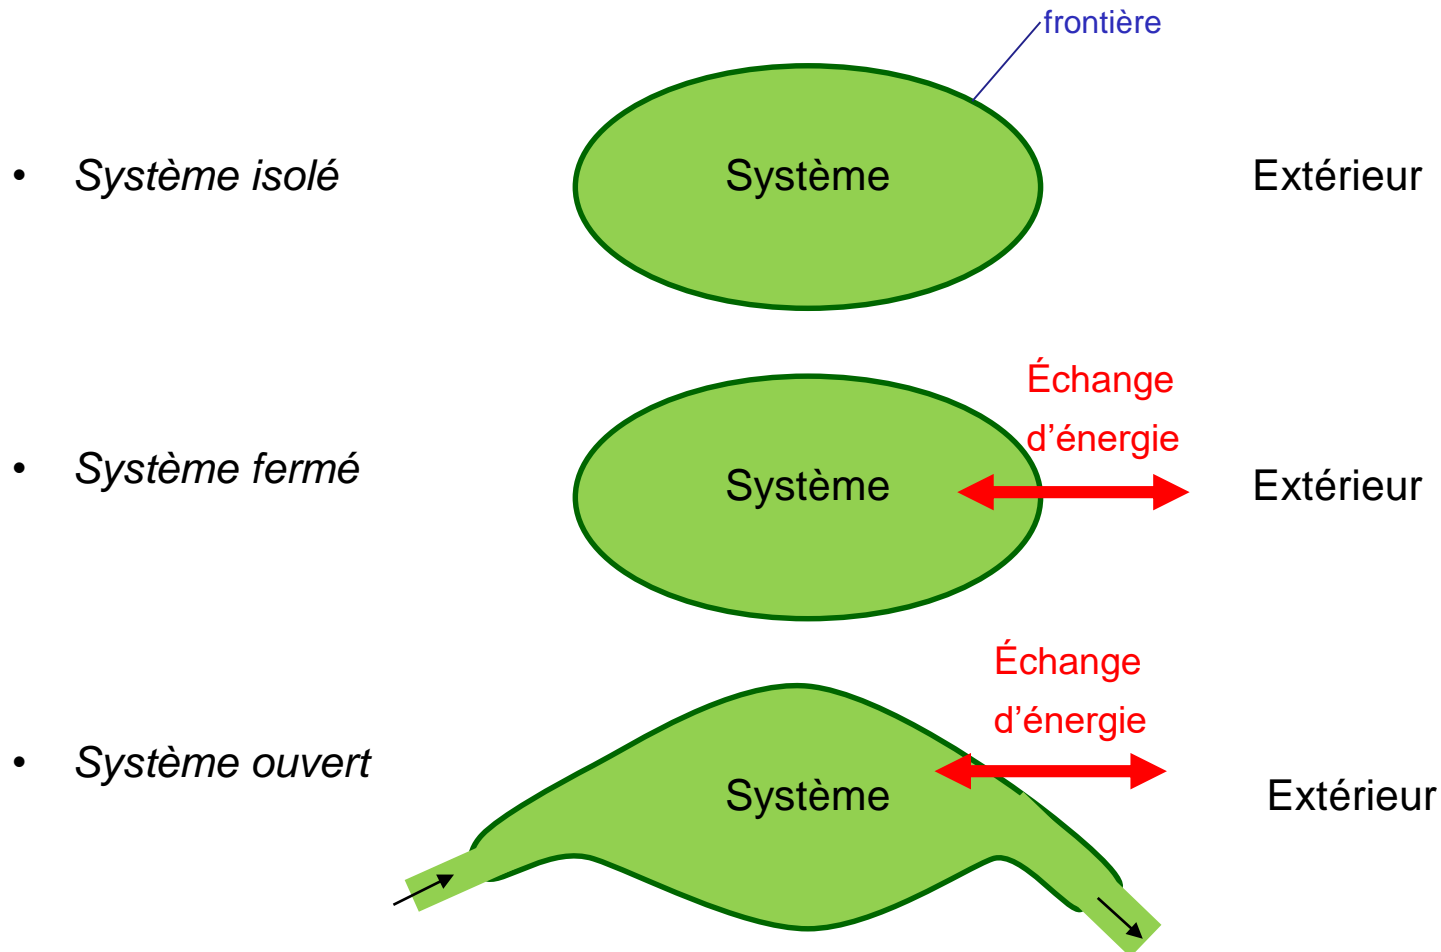 frontière
• Système isolé
Système
Extérieur
Échange
d’énergie
• Système fermé
Système
Extérieur
Échange
d’énergie
• Système ouvert
Système
Extérieur